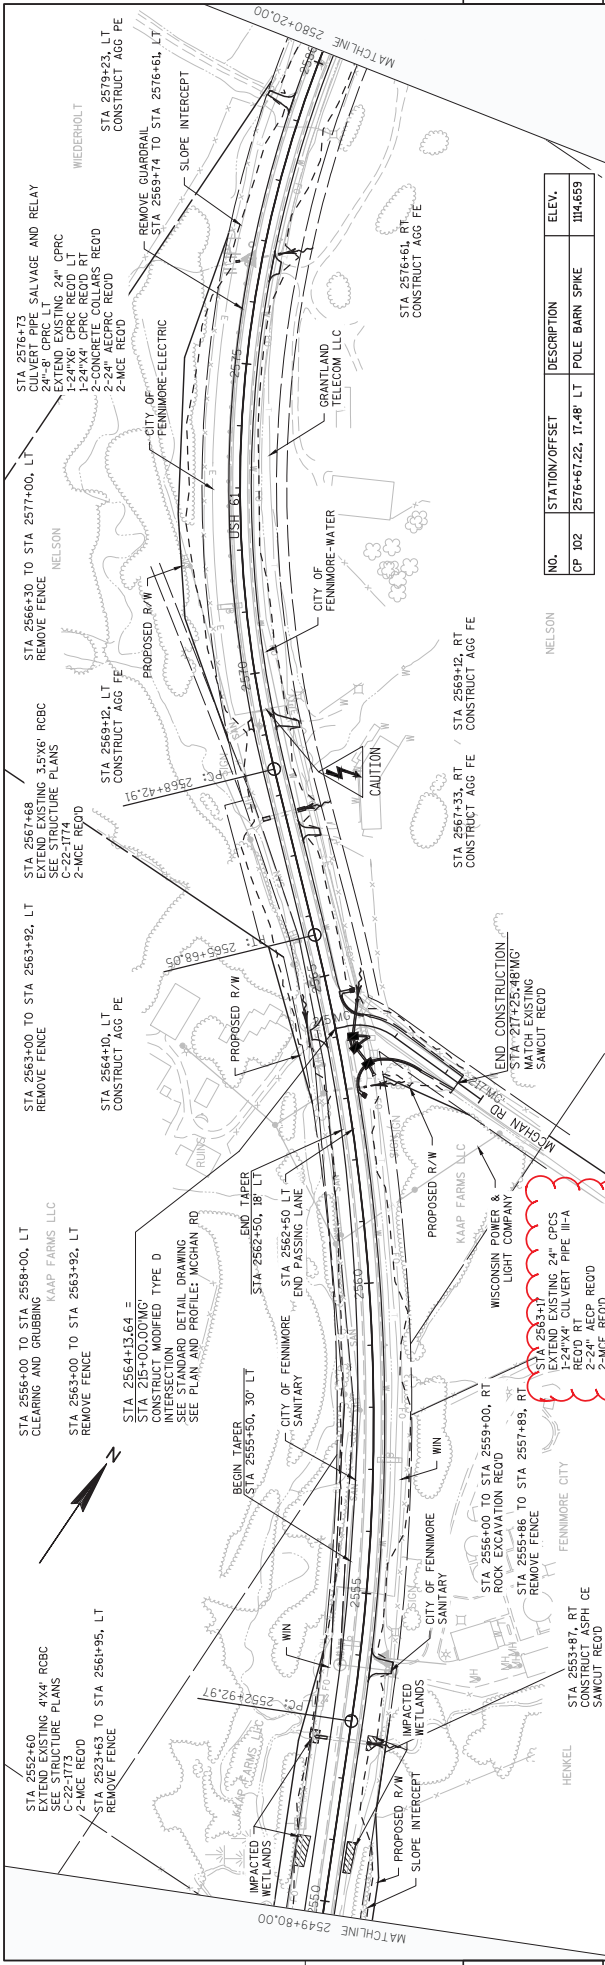 STA 2552+60
EXTEND EXISTING 4'X4' RCBC
SEE STRUCTURE PLANS
C-22-1773
2-MCE REQ'D
STA 2523+63 TO STA 2561+95, LT
REMOVE FENCE
STA 2556+00 TO STA 2558+00, LT
CLEARING AND GRUBBING
KAAP FARMS LLC
STA 2563+00 TO STA 2563+92, LT
REMOVE FENCE
N
STA 2564+13.64 =
STA 215+00.00'MG'
CONSTRUCT MODIFIED TYPE D
INTERSECTION
SEE STANDARD DETAIL DRAWING
SEE PLAN AND PROFILE: MCGHAN RD
STA 2563+00 TO STA 2563+92, LT
REMOVE FENCE
STA 2564+10, LT
CONSTRUCT AGG PE
STA 2567+68
EXTEND EXISTING 3.5'X6' RCBC
SEE STRUCTURE PLANS
C-22-1774
2-MCE REQ'D
STA 2569+12, LT
CONSTRUCT AGG FE
STA 2566+30 TO STA 2577+00, LT
REMOVE FENCE
NELSON
STA 2576+73
CULVERT PIPE SALVAGE AND RELAY
24"-8' CPRC LT
EXTEND EXISTING 24" CPRC
1-24"X6' CPRC REQ'D LT
1-24"X4' CPRC REQ'D RT
2-CONCRETE COLLARS REQ'D
2-24" AECPRC REQ'D
2-MCE REQ'D
WIEDERHOLT
STA 2579+23, LT
CONSTRUCT AGG PE
REMOVE GUARDRAIL
STA 2569+74 TO STA 2576+61, LT
SLOPE INTERCEPT
CITY OF
FENNIMORE-ELECTRIC
PROPOSED R/W
PROPOSED R/W
RUINS
KAAP FARMS LLC
IMPACTED
WETLANDS
WIN
BEGIN TAPER
STA 2555+50, 30' LT
CITY OF FENNIMORE
SANITARY
END TAPER
STA 2562+50, 18' LT
STA 2562+50 LT
END PASSING LANE
PC: 2552+92.97
PT: 2565+68.05
PC: 2568+42.91
MATCHLINE 2549+80.00
MATCHLINE 2580+20.00
2550
2555
2560
2565
2570
2575
2580
USH 61
GRANTLAND
TELECOM LLC
CITY OF
FENNIMORE-WATER
CAUTION
STA 2576+61, RT
CONSTRUCT AGG FE
STA 2569+12, RT
CONSTRUCT AGG FE
STA 2567+33, RT
CONSTRUCT AGG FE
NELSON
PROPOSED R/W
SLOPE INTERCEPT
IMPACTED
WETLANDS
CITY OF FENNIMORE
SANITARY
WIN
SIGN
PROPOSED R/W
KAAP FARMS LLC
WISCONSIN POWER &
LIGHT COMPANY
215'MG'
217'MG'
MCGHAN RD
END CONSTRUCTION
STA 217+25.48'MG'
MATCH EXISTING
SAWCUT REQ'D
STA 2556+00 TO STA 2559+00, RT
ROCK EXCAVATION REQ'D
STA 2555+86 TO STA 2557+89, RT
REMOVE FENCE
FENNIMORE CITY
STA 2553+87, RT
CONSTRUCT ASPH CE
SAWCUT REQ'D
HENKEL
STA 2563+17
EXTEND EXISTING 24" CPCS
1-24"X4' CULVERT PIPE III-A
REQ'D RT
2-24" AECP REQ'D
2-MCE REQ'D
NO. STATION/OFFSET DESCRIPTION ELEV.
CP 102 2576+67.22, 17.48' LT POLE BARN SPIKE 1114.659